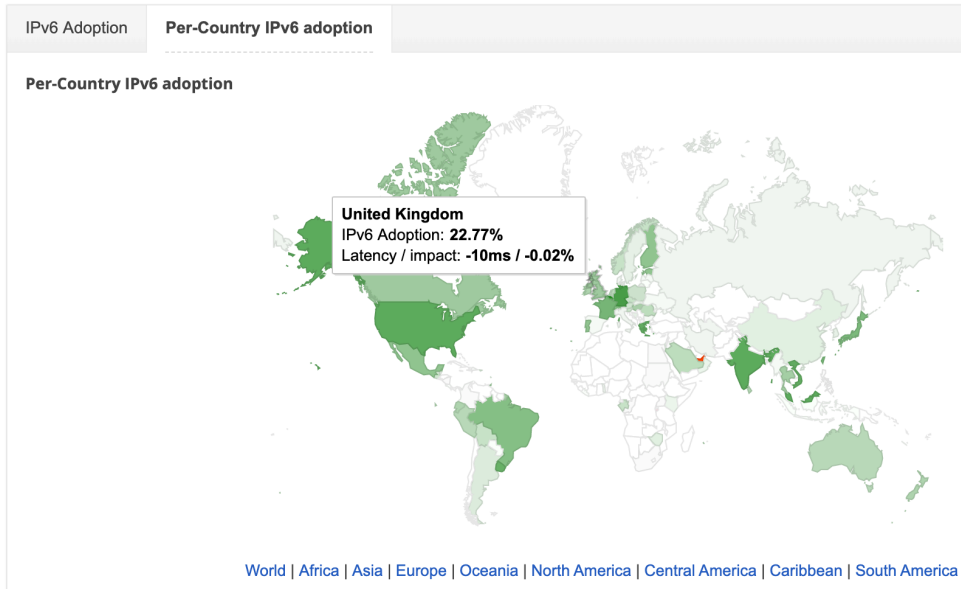 IPv6 Adoption
Per-Country IPv6 adoption
Per-Country IPv6 adoption
United Kingdom
IPv6 Adoption: 22.77%
Latency / impact: -10ms / -0.02%
World | Africa | Asia | Europe | Oceania | North America | Central America | Caribbean | South America